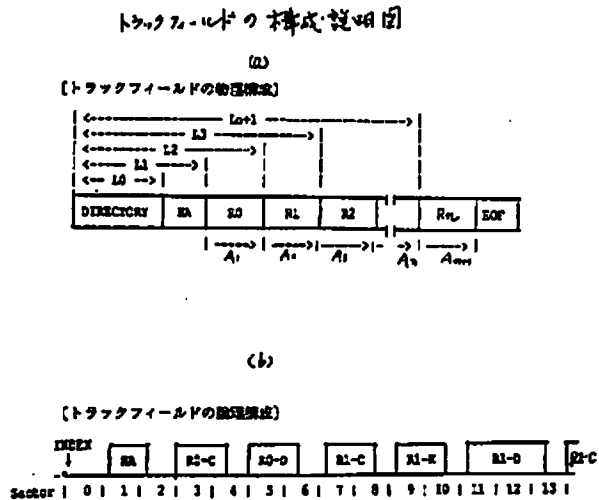 トラックフィールドの構成説明図
(a)
[トラックフィールドの物理構成]
Ln+1
L3
L2
L1
L0
DIRECTORY HA R0 R1 R2 Rn EOF
A1 A2 A3 An An+1
(b)
[トラックフィールドの論理構成]
INDEX
HA R0-C R0-D R1-C R1-K R1-D R2-C
Sector | 0 | 1 | 2 | 3 | 4 | 5 | 6 | 7 | 8 | 9 | 10 | 11 | 12 | 13 |